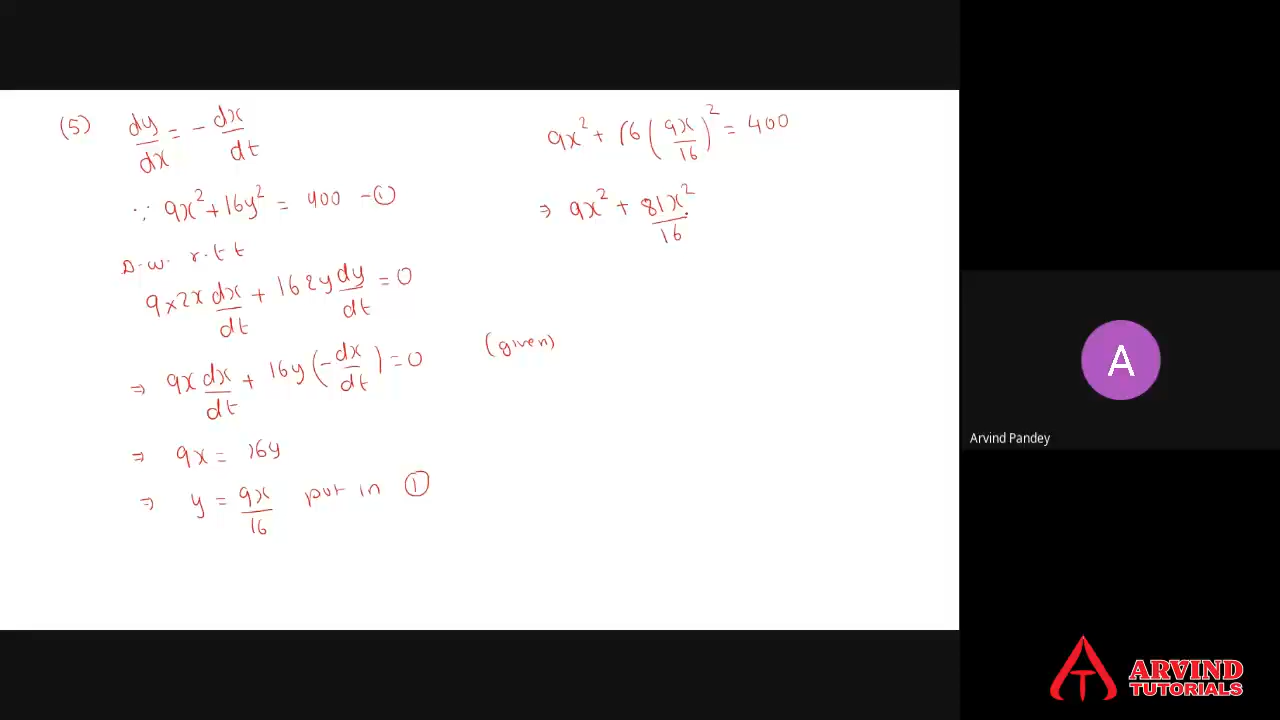 (5) dy/dx = - dx/dt
∵ 9x² + 16y² = 400 - ①
D.w. r.t t
9×2x dx/dt + 16 2y dy/dt = 0
⇒ 9x dx/dt + 16y (- dx/dt) = 0 (given)
⇒ 9x = 16y
⇒ y = 9x/16 put in ①
9x² + 16 (9x/16)² = 400
⇒ 9x² + 81x²/16
A
Arvind Pandey
ARVIND
TUTORIALS